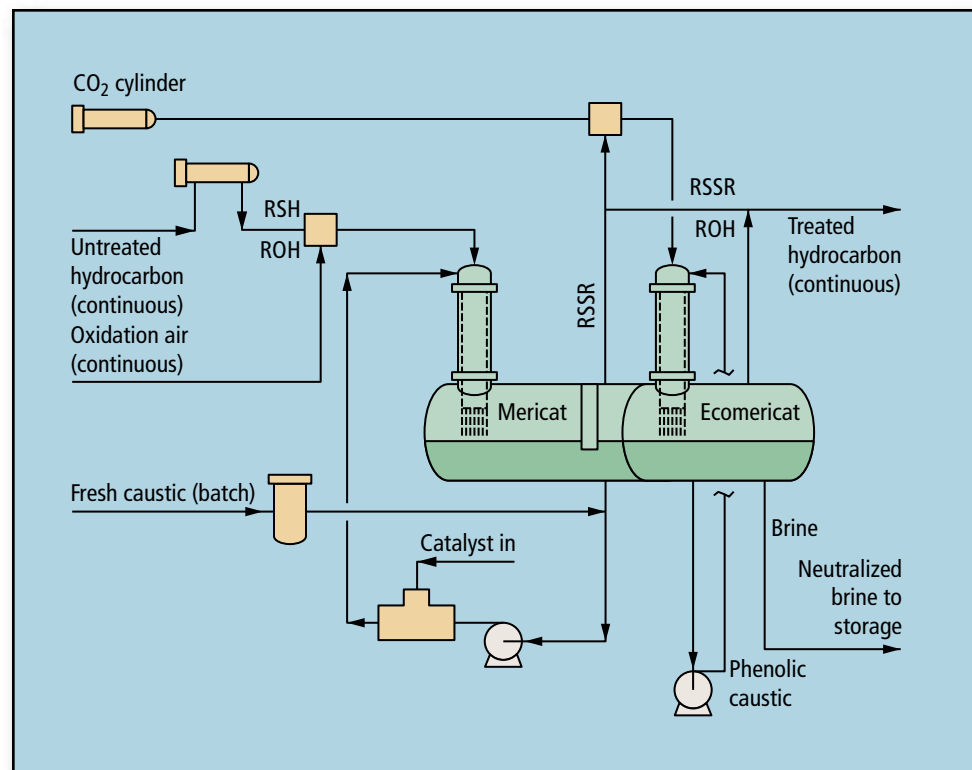 CO₂ cylinder
RSH
ROH
Untreated
hydrocarbon
(continuous)
Oxidation air
(continuous)
RSSR
RSSR
ROH
Treated
hydrocarbon
(continuous)
Mericat
Ecomericat
Fresh caustic (batch)
Catalyst in
Brine
Neutralized
brine to
storage
Phenolic
caustic